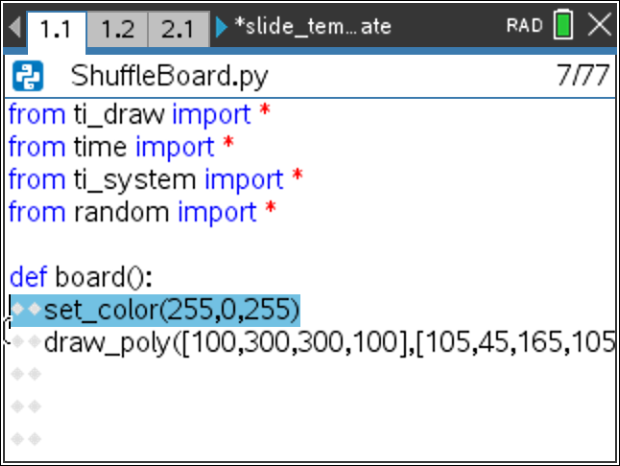 1.1 1.2 2.1 *slide_tem...ate RAD
ShuffleBoard.py 7/77
from ti_draw import *
from time import *
from ti_system import *
from random import *
def board():
set_color(255,0,255)
draw_poly([100,300,300,100],[105,45,165,105